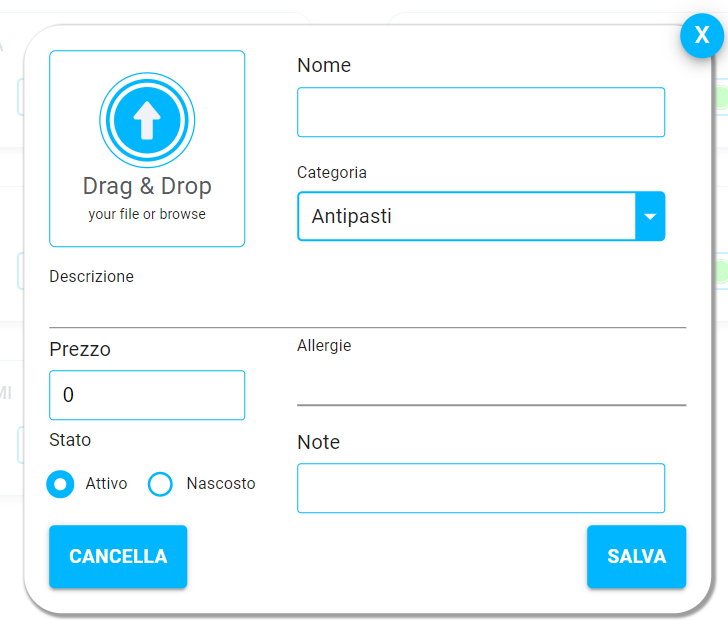 X
Nome
Drag & Drop
your file or browse
Categoria
Antipasti
Descrizione
Prezzo
0
Allergie
Stato
Attivo
Nascosto
Note
CANCELLA
SALVA